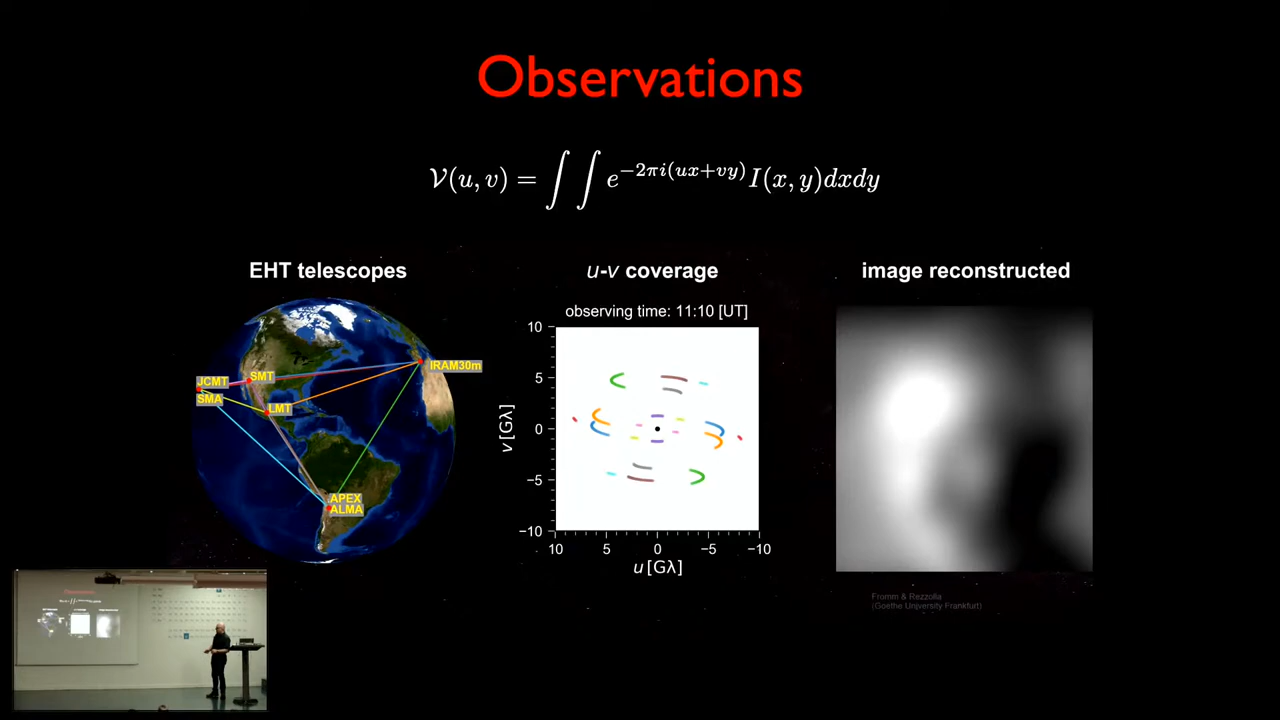 Observations
𝒱(u, v) = ∫ ∫ e^{−2πi(ux+vy)} I(x, y)dxdy
EHT telescopes
u-v coverage
image reconstructed
observing time: 11:10 [UT]
JCMT
SMT
IRAM30m
SMA
LMT
APEX
ALMA
10
5
0
−5
−10
v [Gλ]
10
5
0
−5
−10
u [Gλ]
Fromm & Rezzolla
(Goethe University Frankfurt)